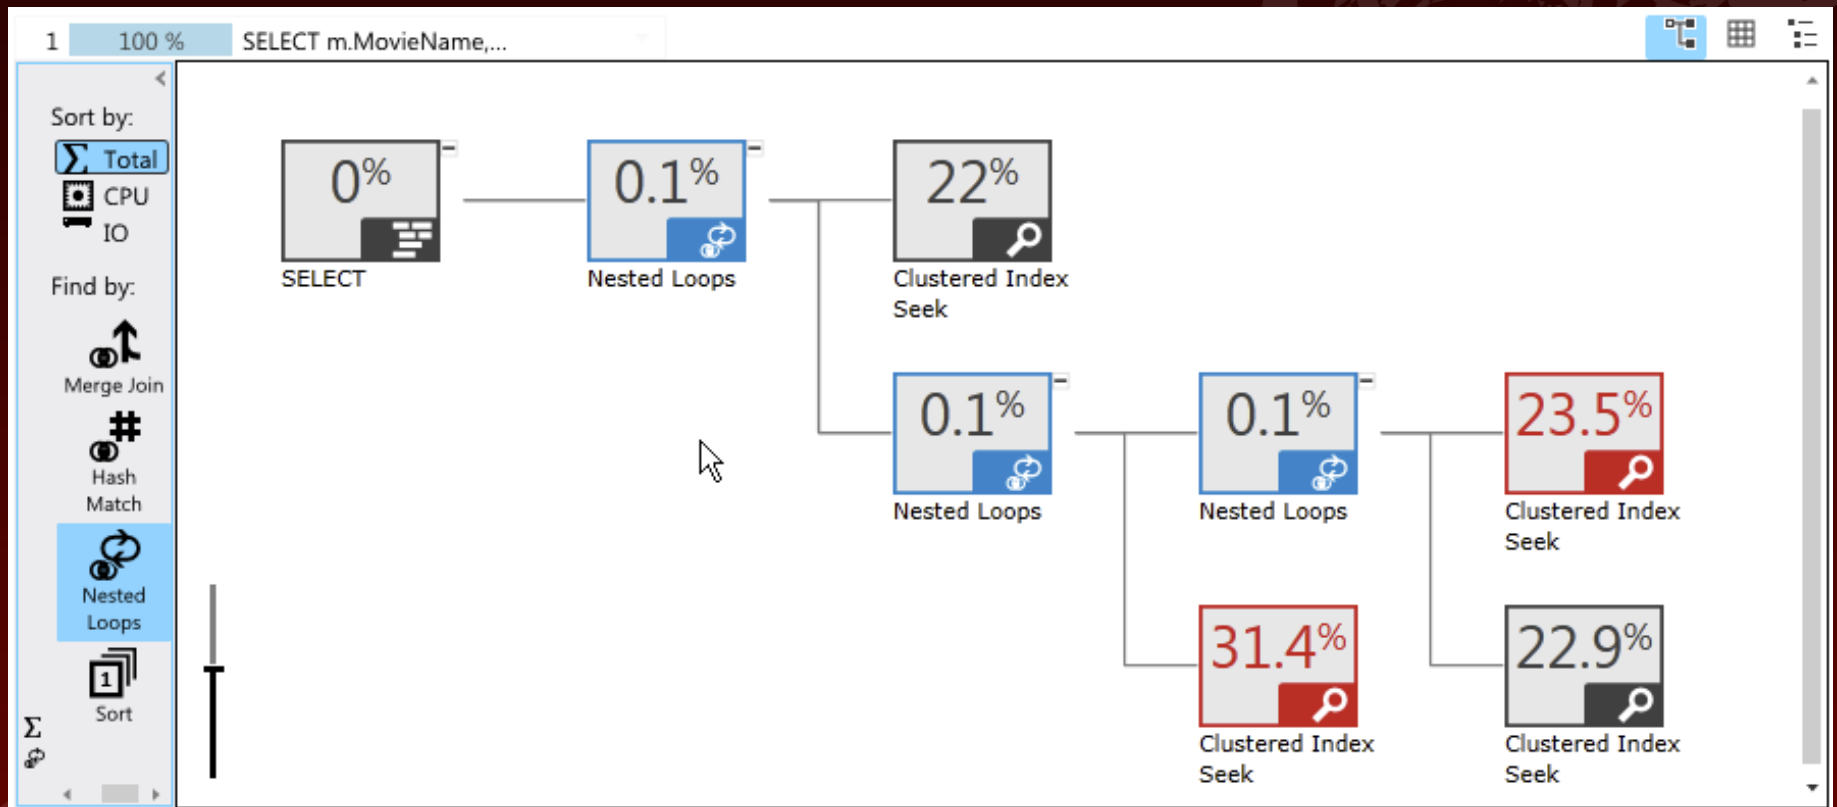 1 100 % SELECT m.MovieName,...
Sort by:
Total
CPU
IO
Find by:
Merge Join
Hash
Match
Nested
Loops
1
Sort
0%
SELECT
0.1%
Nested Loops
22%
Clustered Index
Seek
0.1%
Nested Loops
0.1%
Nested Loops
23.5%
Clustered Index
Seek
31.4%
Clustered Index
Seek
22.9%
Clustered Index
Seek